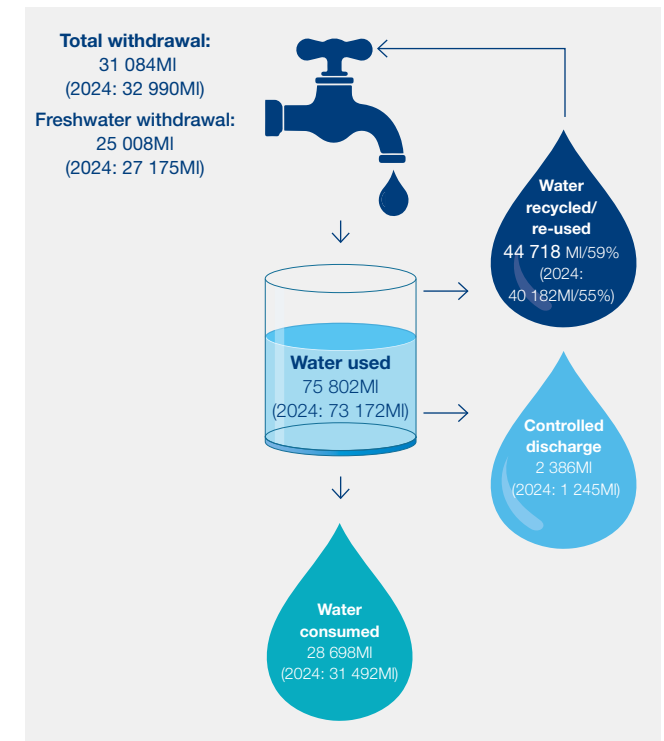 Total withdrawal:
31 084Ml
(2024: 32 990Ml)
Freshwater withdrawal:
25 008Ml
(2024: 27 175Ml)
Water
recycled/
re-used
44 718 Ml/59%
(2024:
40 182Ml/55%)
Water used
75 802Ml
(2024: 73 172Ml)
Controlled
discharge
2 386Ml
(2024: 1 245Ml)
Water
consumed
28 698Ml
(2024: 31 492Ml)